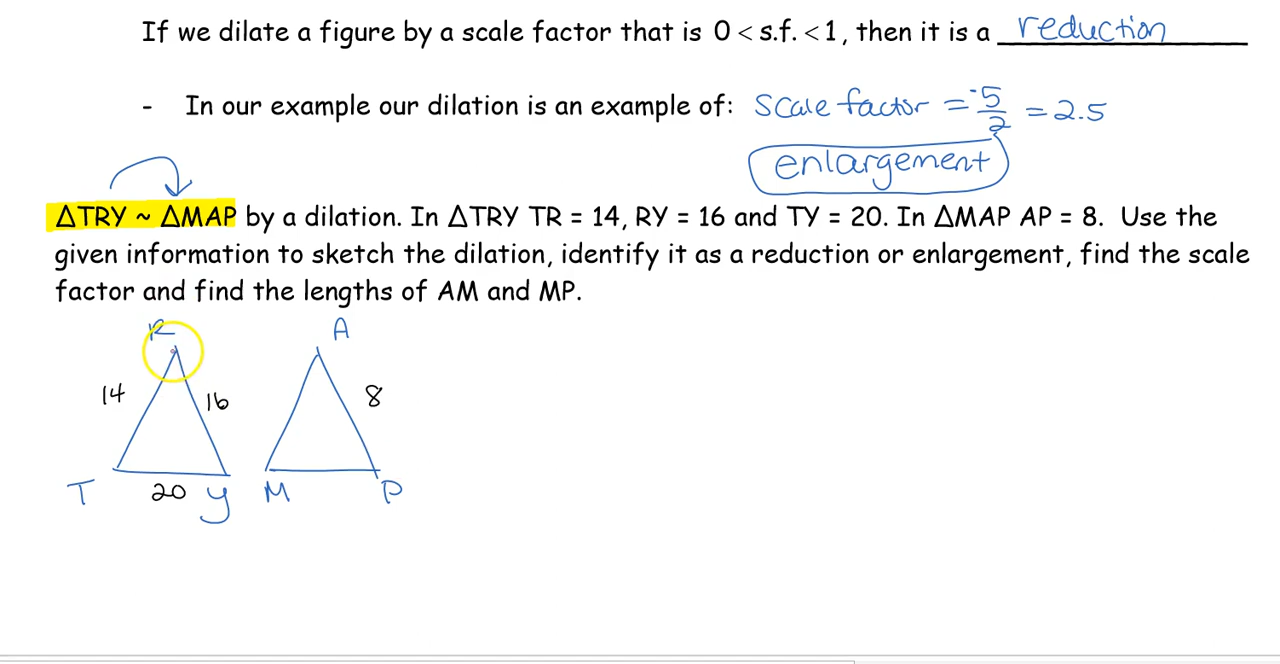 If we dilate a figure by a scale factor that is 0 < s.f. < 1, then it is a reduction
- In our example our dilation is an example of: Scale factor = 5/2 = 2.5
enlargement
ΔTRY ~ ΔMAP by a dilation. In ΔTRY TR = 14, RY = 16 and TY = 20. In ΔMAP AP = 8. Use the
given information to sketch the dilation, identify it as a reduction or enlargement, find the scale
factor and find the lengths of AM and MP.
R A
14 16 8
T 20 y M P